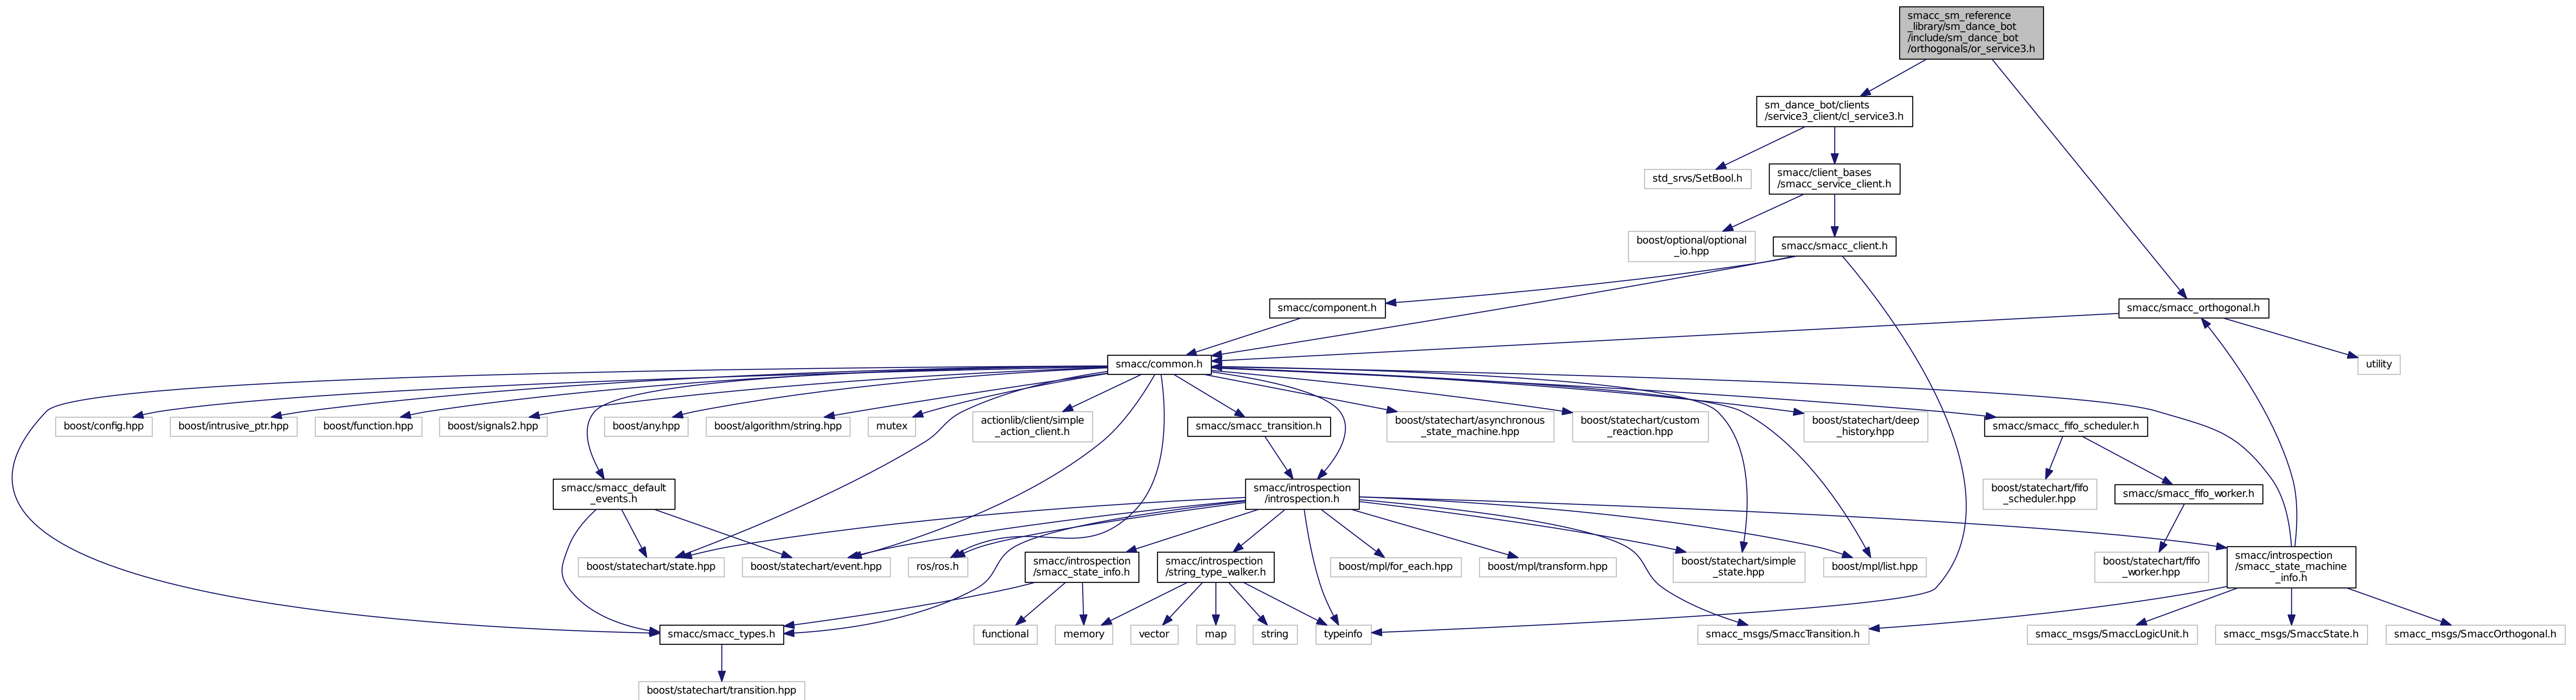 smacc_sm_reference
_library/sm_dance_bot
/include/sm_dance_bot
/orthogonals/or_service3.h
sm_dance_bot/clients
/service3_client/cl_service3.h
std_srvs/SetBool.h
smacc/client_bases
/smacc_service_client.h
boost/optional/optional
_io.hpp
smacc/smacc_client.h
smacc/component.h
smacc/smacc_orthogonal.h
smacc/common.h
utility
boost/config.hpp
boost/intrusive_ptr.hpp
boost/function.hpp
boost/signals2.hpp
boost/any.hpp
boost/algorithm/string.hpp
mutex
actionlib/client/simple
_action_client.h
smacc/smacc_transition.h
boost/statechart/asynchronous
_state_machine.hpp
boost/statechart/custom
_reaction.hpp
boost/statechart/deep
_history.hpp
smacc/smacc_fifo_scheduler.h
smacc/smacc_default
_events.h
smacc/introspection
/introspection.h
boost/statechart/fifo
_scheduler.hpp
smacc/smacc_fifo_worker.h
boost/statechart/state.hpp
boost/statechart/event.hpp
ros/ros.h
smacc/introspection
/smacc_state_info.h
smacc/introspection
/string_type_walker.h
boost/mpl/for_each.hpp
boost/mpl/transform.hpp
boost/statechart/simple
_state.hpp
boost/mpl/list.hpp
boost/statechart/fifo
_worker.hpp
smacc/introspection
/smacc_state_machine
_info.h
smacc/smacc_types.h
functional
memory
vector
map
string
typeinfo
smacc_msgs/SmaccTransition.h
smacc_msgs/SmaccLogicUnit.h
smacc_msgs/SmaccState.h
smacc_msgs/SmaccOrthogonal.h
boost/statechart/transition.hpp